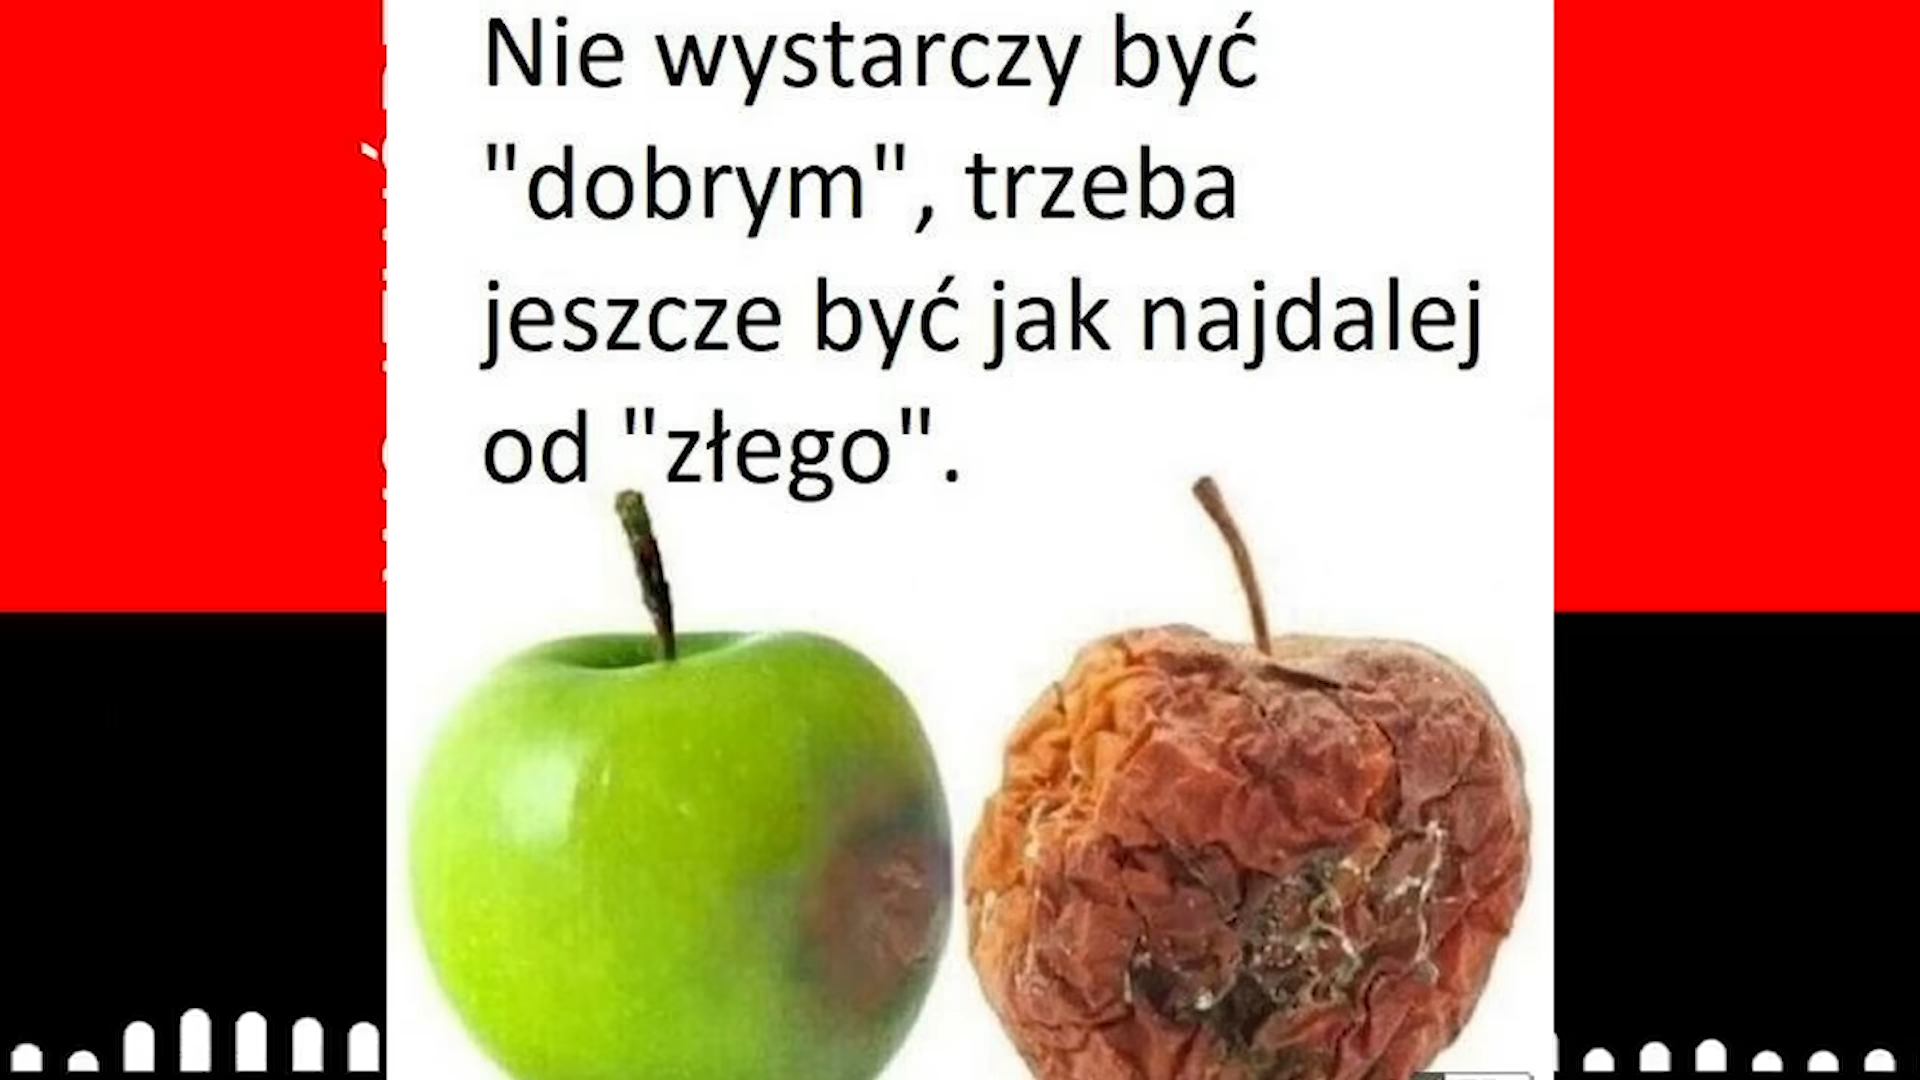 Nie wystarczy być
"dobrym", trzeba
jeszcze być jak najdalej
od "złego".